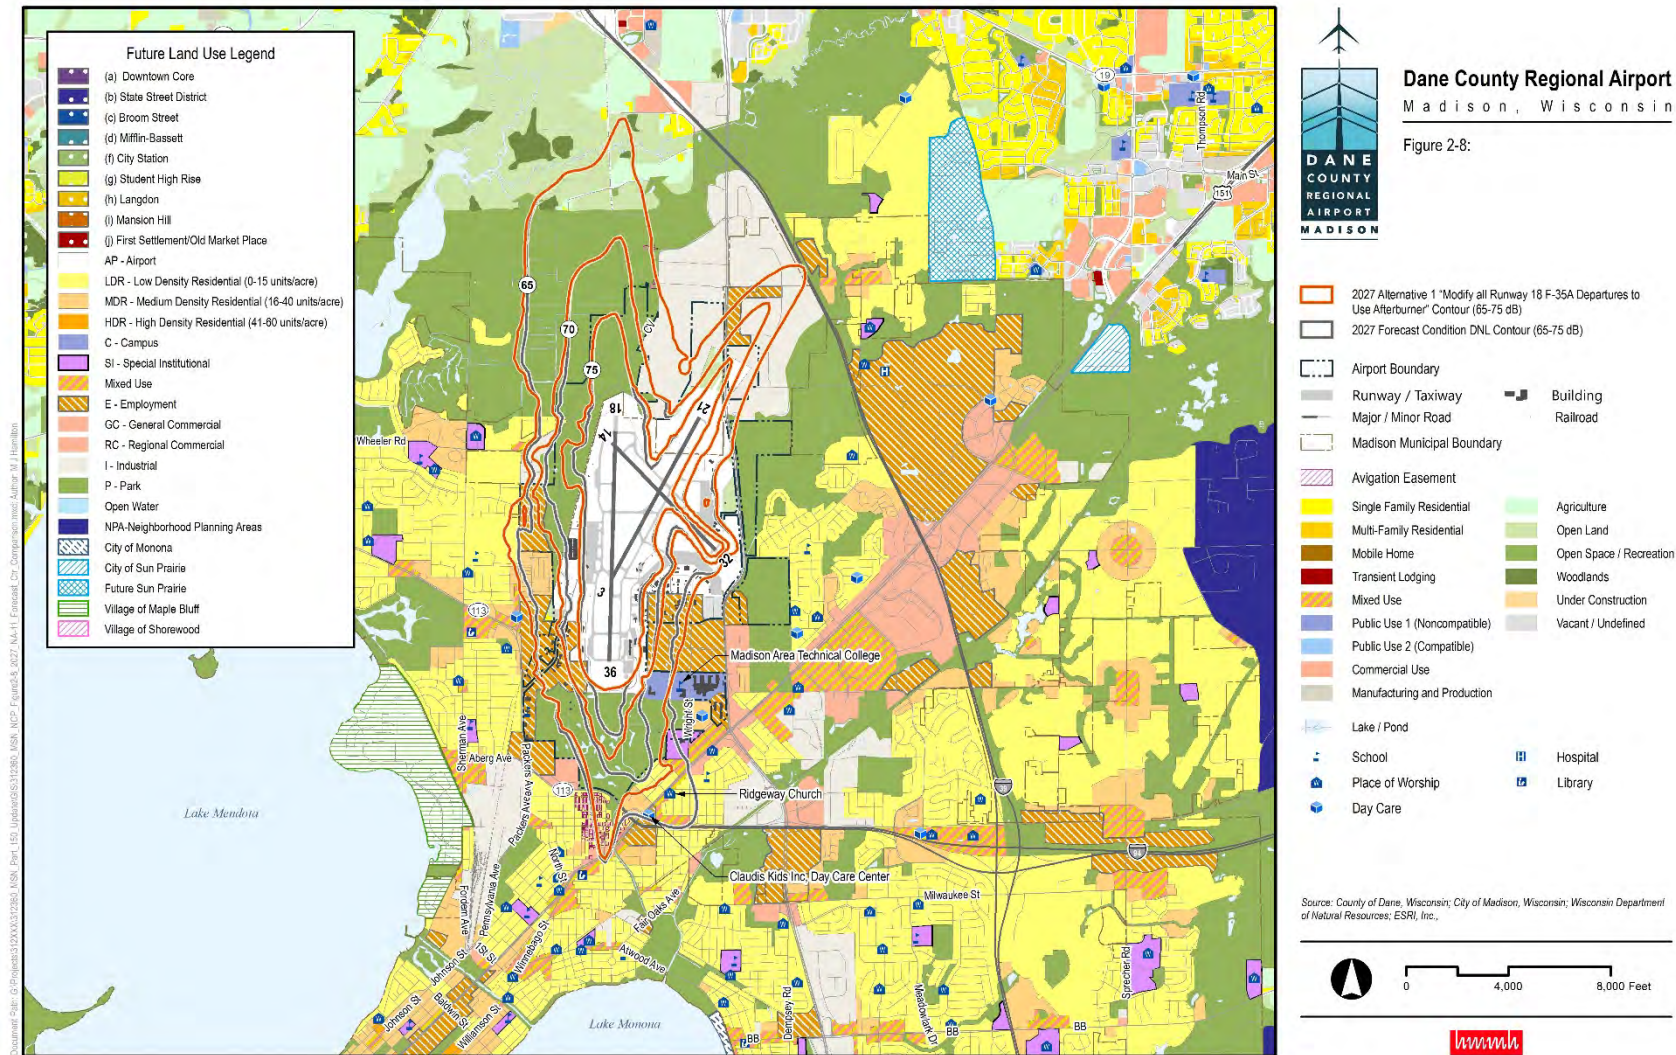 Future Land Use Legend
(a) Downtown Core
(b) State Street District
(c) Broom Street
(d) Mifflin-Bassett
(f) City Station
(g) Student High Rise
(h) Langdon
(i) Mansion Hill
(j) First Settlement/Old Market Place
AP - Airport
LDR - Low Density Residential (0-15 units/acre)
MDR - Medium Density Residential (16-40 units/acre)
HDR - High Density Residential (41-60 units/acre)
C - Campus
SI - Special Institutional
Mixed Use
E - Employment
GC - General Commercial
RC - Regional Commercial
I - Industrial
P - Park
Open Water
NPA-Neighborhood Planning Areas
City of Monona
City of Sun Prairie
Future Sun Prairie
Village of Maple Bluff
Village of Shorewood
19
Thompson Rd
Main St
151
65
70
75
CV
18
21
14
3
32
36
Wheeler Rd
113
Madison Area Technical College
Wright St
Sherman Ave
Aberg Ave
Packers Ave
113
Ridgeway Church
Lake Mendota
Claudis Kids Inc, Day Care Center
North St
Fordem Ave
Pennsylvania Ave
Milwaukee St
Fair Oaks Ave
Atwood Ave
1St St
Winnebago St
Johnson St
Johnson St
Baldwin St
Williamson St
Lake Monona
Dempsey Rd
Meadowlark Dr
Sprecher Rd
BB
BB
BB
DANE
COUNTY
REGIONAL
AIRPORT
MADISON
Dane County Regional Airport
Madison, Wisconsin
Figure 2-8:
2027 Alternative 1 "Modify all Runway 18 F-35A Departures to
Use Afterburner" Contour (65-75 dB)
2027 Forecast Condition DNL Contour (65-75 dB)
Airport Boundary
Runway / Taxiway
Building
Major / Minor Road
Railroad
Madison Municipal Boundary
Avigation Easement
Single Family Residential
Agriculture
Multi-Family Residential
Open Land
Mobile Home
Open Space / Recreation
Transient Lodging
Woodlands
Mixed Use
Under Construction
Public Use 1 (Noncompatible)
Vacant / Undefined
Public Use 2 (Compatible)
Commercial Use
Manufacturing and Production
Lake / Pond
School
Hospital
Place of Worship
Library
Day Care
Source: County of Dane, Wisconsin; City of Madison, Wisconsin; Wisconsin Department
of Natural Resources; ESRI, Inc.,
0 4,000 8,000 Feet
hmmh